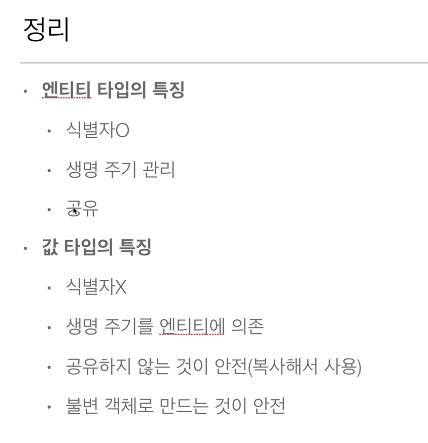 정리
• 엔티티 타입의 특징
• 식별자O
• 생명 주기 관리
• 공유
• 값 타입의 특징
• 식별자X
• 생명 주기를 엔티티에 의존
• 공유하지 않는 것이 안전(복사해서 사용)
• 불변 객체로 만드는 것이 안전